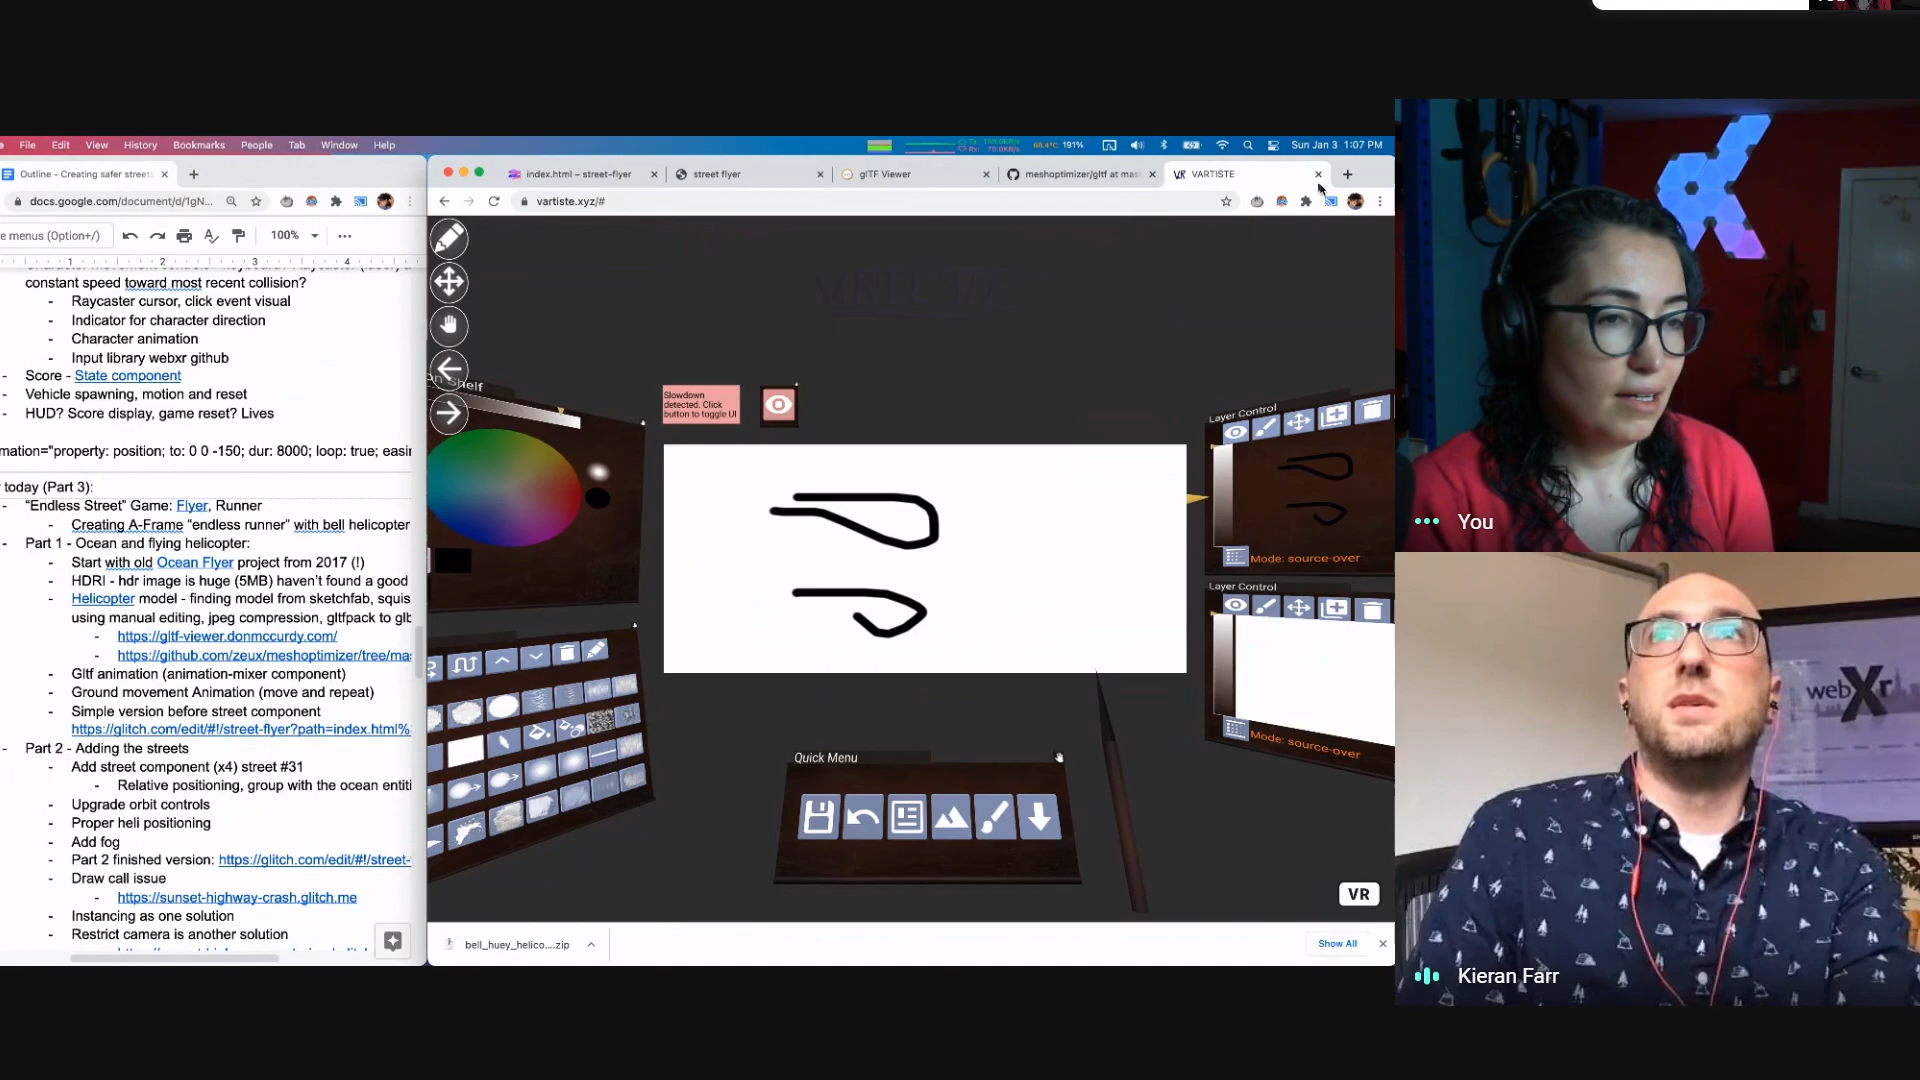 File Edit View History Bookmarks People Tab Window Help
68.4°C 191% Sun Jan 3 1:07 PM
Outline - Creating safer streets
docs.google.com/document/d/1gN...
e menus (Option+/) 100%
1 2 3 4
constant speed toward most recent collision?
- Raycaster cursor, click event visual
- Indicator for character direction
- Character animation
- Input library webxr github
- Score - State component
- Vehicle spawning, motion and reset
- HUD? Score display, game reset? Lives
mation="property: position; to: 0 0 -150; dur: 8000; loop: true; easi
today (Part 3):
- "Endless Street" Game: Flyer, Runner
- Creating A-Frame "endless runner" with bell helicopter
- Part 1 - Ocean and flying helicopter:
- Start with old Ocean Flyer project from 2017 (!)
- HDRI - hdr image is huge (5MB) haven't found a good
- Helicopter model - finding model from sketchfab, squis
using manual editing, jpeg compression, gltfpack to glb
- https://gltf-viewer.donmccurdy.com/
- https://github.com/zeux/meshoptimizer/tree/mas
- Gltf animation (animation-mixer component)
- Ground movement Animation (move and repeat)
- Simple version before street component
https://glitch.com/edit/#!/street-flyer?path=index.html%
- Part 2 - Adding the streets
- Add street component (x4) street #31
- Relative positioning, group with the ocean entiti
- Upgrade orbit controls
- Proper heli positioning
- Add fog
- Part 2 finished version: https://glitch.com/edit/#!/street-
- Draw call issue
- https://sunset-highway-crash.glitch.me
- Instancing as one solution
- Restrict camera is another solution
index.html – street-flyer
street flyer
glTF Viewer
meshoptimizer/gltf at mas
VARTISTE
vartiste.xyz/#
Shelf
Slowdown
detected. Click
button to toggle UI
Layer Control
Mode: source-over
Layer Control
Mode: source-over
Quick Menu
VR
bell_huey_helico....zip
Show All
You
webXr
Kieran Farr